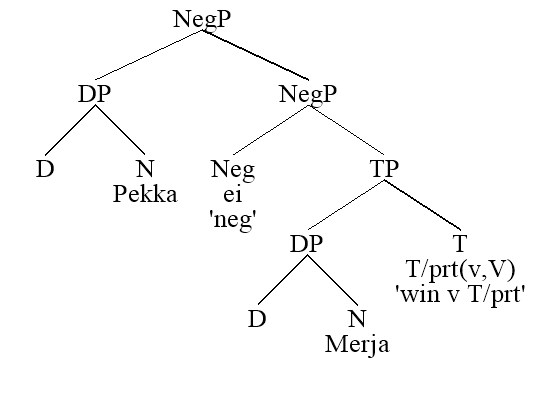 NegP
DP NegP
D N Neg TP
Pekka ei
'neg'
DP T
T/prt(v,V)
'win v T/prt'
D N
Merja